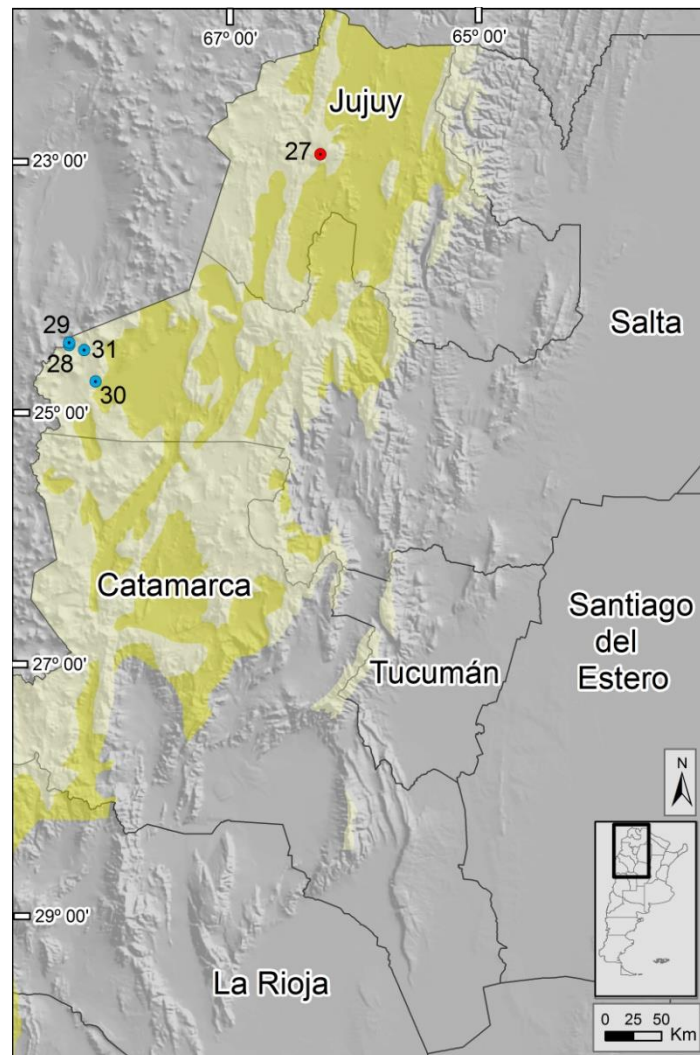 67º 00'
65º 00'
Jujuy
23º 00'
27
Salta
29
31
28
30
25º 00'
Catamarca
Santiago
del
Estero
27º 00'
Tucumán
N
29º 00'
La Rioja
0 25 50
Km